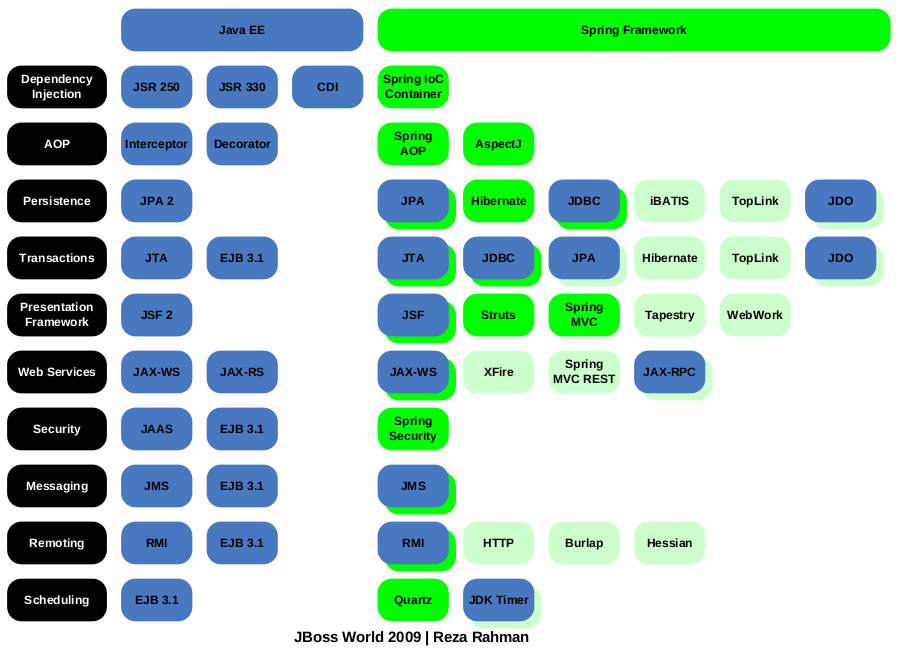 Java EE
Spring Framework
Dependency
Injection
JSR 250
JSR 330
CDI
Spring IoC
Container
AOP
Interceptor
Decorator
Spring
AOP
AspectJ
Persistence
JPA 2
JPA
Hibernate
JDBC
iBATIS
TopLink
JDO
Transactions
JTA
EJB 3.1
JTA
JDBC
JPA
Hibernate
TopLink
JDO
Presentation
Framework
JSF 2
JSF
Struts
Spring
MVC
Tapestry
WebWork
Web Services
JAX-WS
JAX-RS
JAX-WS
XFire
Spring
MVC REST
JAX-RPC
Security
JAAS
EJB 3.1
Spring
Security
Messaging
JMS
EJB 3.1
JMS
Remoting
RMI
EJB 3.1
RMI
HTTP
Burlap
Hessian
Scheduling
EJB 3.1
Quartz
JDK Timer
JBoss World 2009 | Reza Rahman